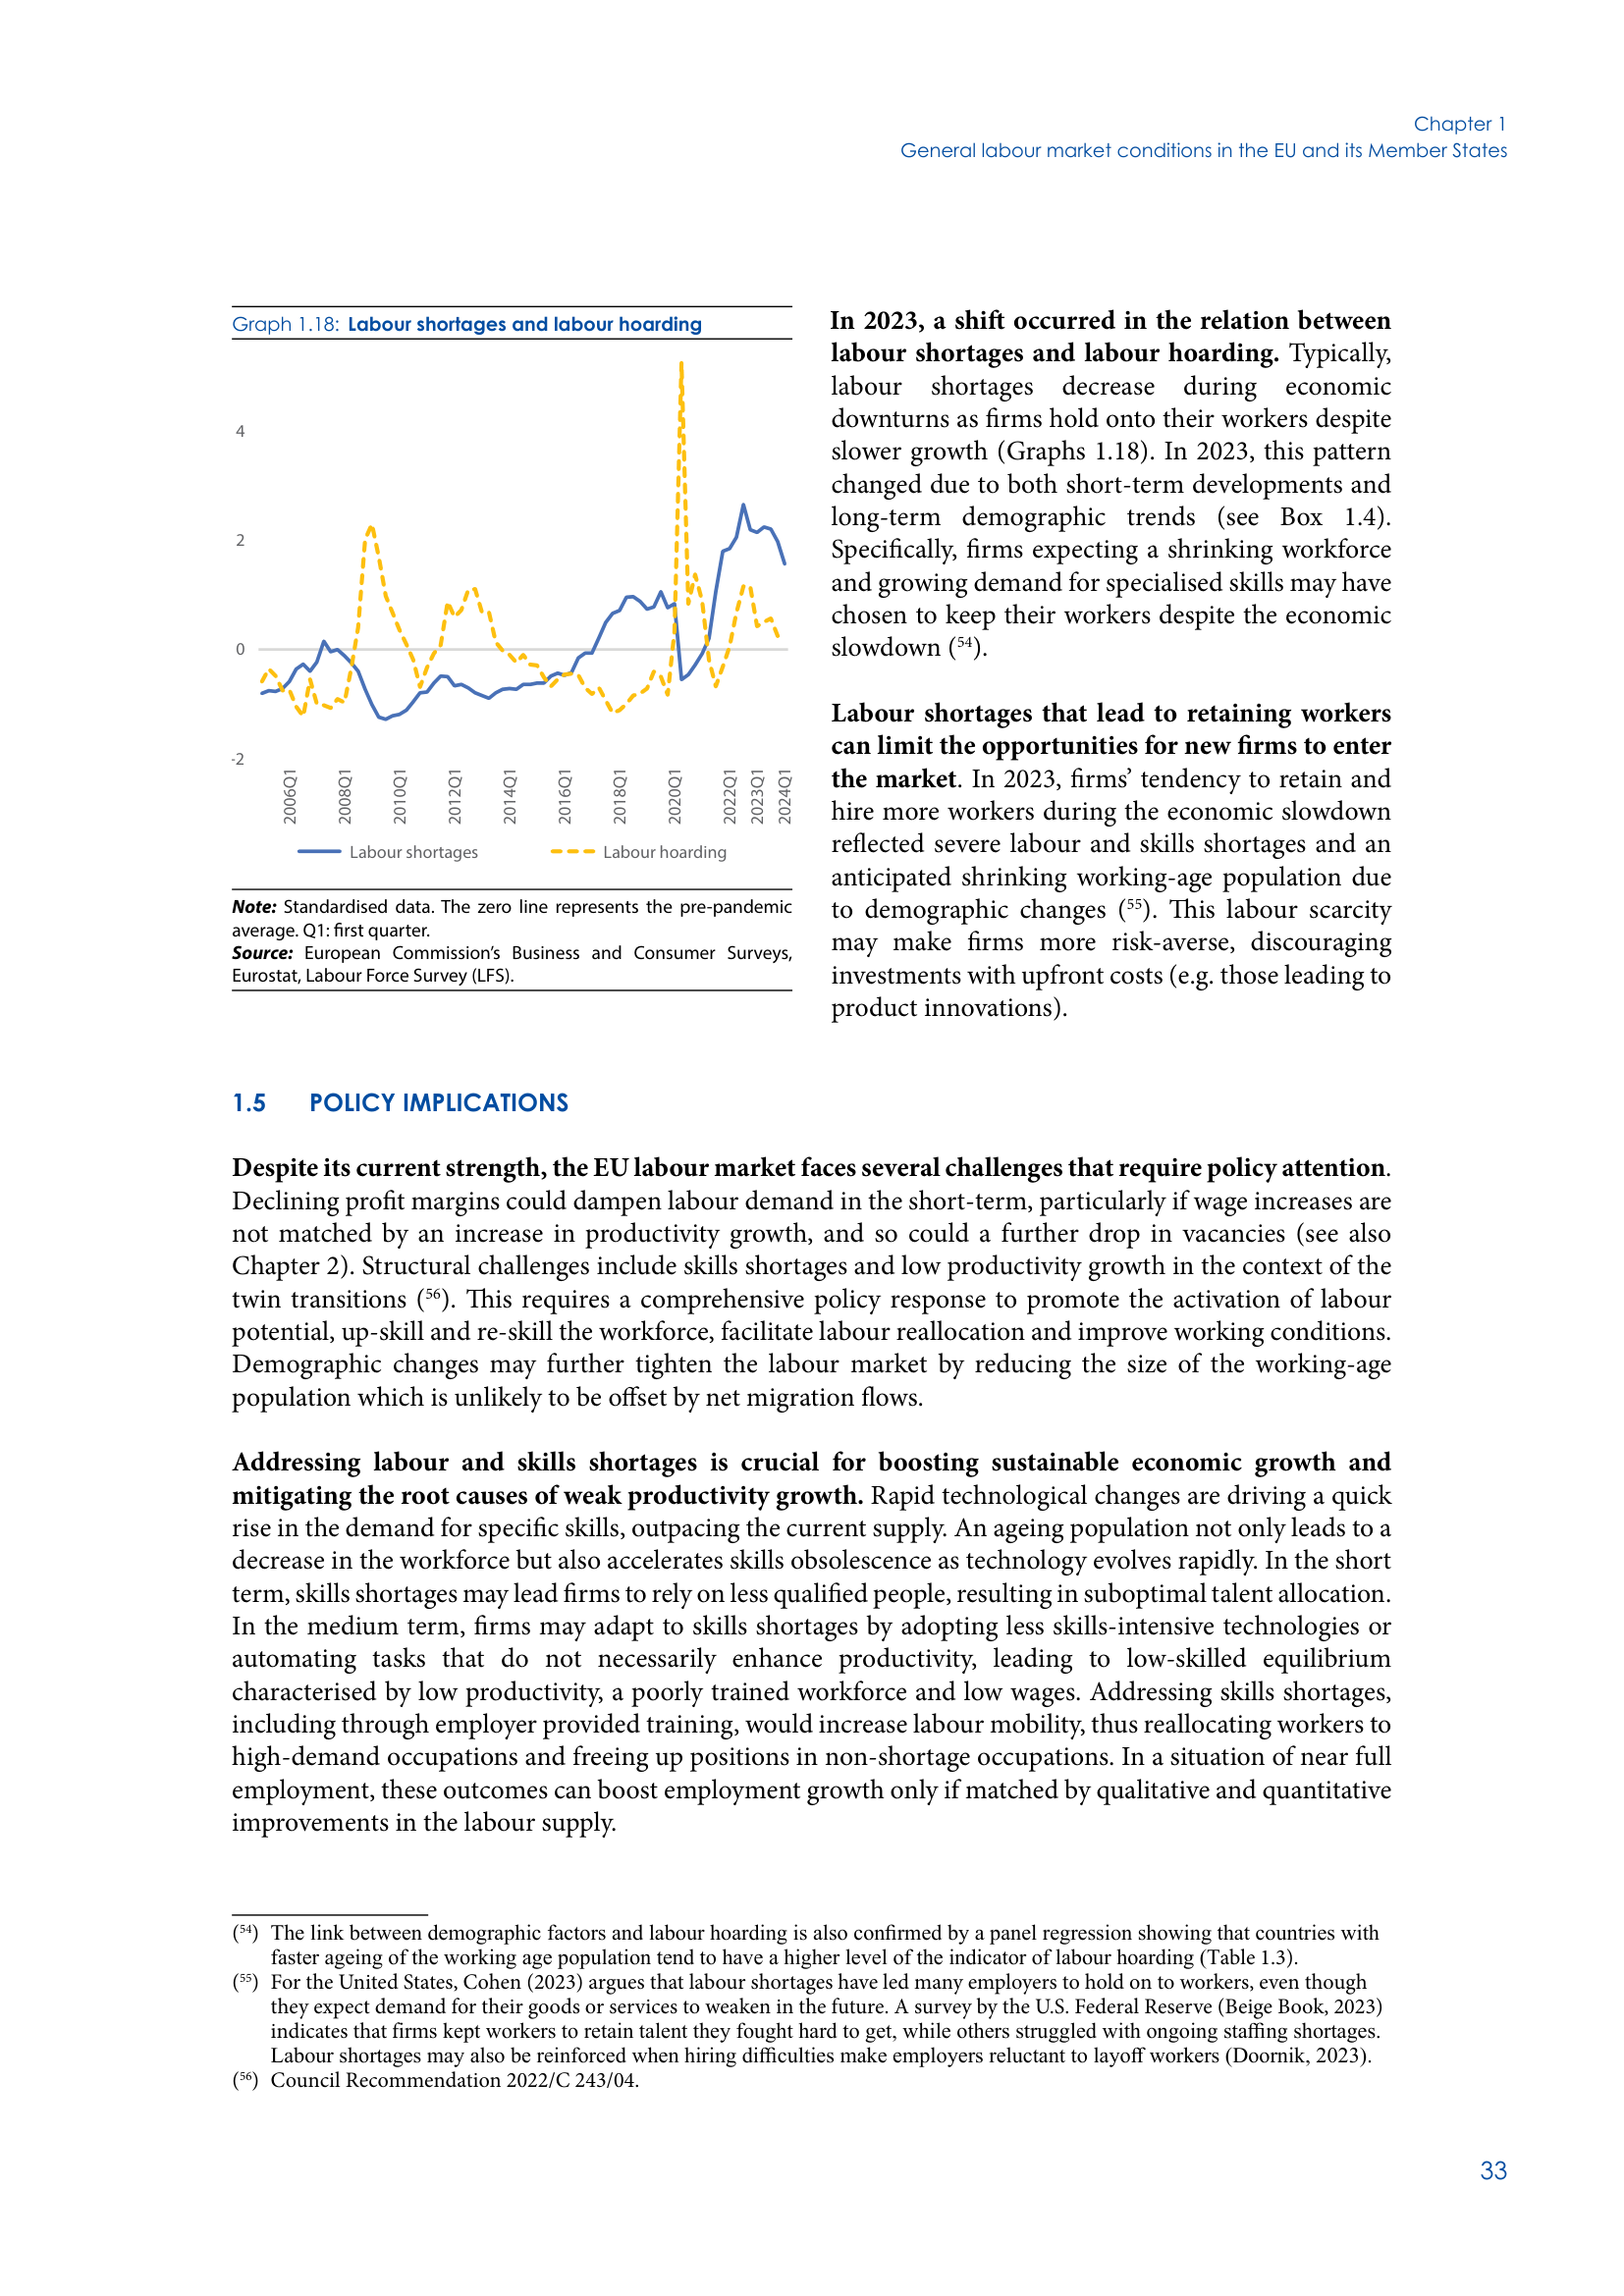 Chapter 1
General labour market conditions in the EU and its Member States
Graph 1.18: Labour shortages and labour hoarding
4
2
0
-2
2006Q1
2008Q1
2010Q1
2012Q1
2014Q1
2016Q1
2018Q1
2020Q1
2022Q1
2023Q1
2024Q1
Labour shortages
Labour hoarding
Note: Standardised data. The zero line represents the pre-pandemic
average. Q1: first quarter.
Source: European Commission's Business and Consumer Surveys,
Eurostat, Labour Force Survey (LFS).
In 2023, a shift occurred in the relation between
labour shortages and labour hoarding. Typically,
labour shortages decrease during economic
downturns as firms hold onto their workers despite
slower growth (Graphs 1.18). In 2023, this pattern
changed due to both short-term developments and
long-term demographic trends (see Box 1.4).
Specifically, firms expecting a shrinking workforce
and growing demand for specialised skills may have
chosen to keep their workers despite the economic
slowdown (54).
Labour shortages that lead to retaining workers
can limit the opportunities for new firms to enter
the market. In 2023, firms' tendency to retain and
hire more workers during the economic slowdown
reflected severe labour and skills shortages and an
anticipated shrinking working-age population due
to demographic changes (55). This labour scarcity
may make firms more risk-averse, discouraging
investments with upfront costs (e.g. those leading to
product innovations).
1.5 POLICY IMPLICATIONS
Despite its current strength, the EU labour market faces several challenges that require policy attention.
Declining profit margins could dampen labour demand in the short-term, particularly if wage increases are
not matched by an increase in productivity growth, and so could a further drop in vacancies (see also
Chapter 2). Structural challenges include skills shortages and low productivity growth in the context of the
twin transitions (56). This requires a comprehensive policy response to promote the activation of labour
potential, up-skill and re-skill the workforce, facilitate labour reallocation and improve working conditions.
Demographic changes may further tighten the labour market by reducing the size of the working-age
population which is unlikely to be offset by net migration flows.
Addressing labour and skills shortages is crucial for boosting sustainable economic growth and
mitigating the root causes of weak productivity growth. Rapid technological changes are driving a quick
rise in the demand for specific skills, outpacing the current supply. An ageing population not only leads to a
decrease in the workforce but also accelerates skills obsolescence as technology evolves rapidly. In the short
term, skills shortages may lead firms to rely on less qualified people, resulting in suboptimal talent allocation.
In the medium term, firms may adapt to skills shortages by adopting less skills-intensive technologies or
automating tasks that do not necessarily enhance productivity, leading to low-skilled equilibrium
characterised by low productivity, a poorly trained workforce and low wages. Addressing skills shortages,
including through employer provided training, would increase labour mobility, thus reallocating workers to
high-demand occupations and freeing up positions in non-shortage occupations. In a situation of near full
employment, these outcomes can boost employment growth only if matched by qualitative and quantitative
improvements in the labour supply.
(54) The link between demographic factors and labour hoarding is also confirmed by a panel regression showing that countries with
faster ageing of the working age population tend to have a higher level of the indicator of labour hoarding (Table 1.3).
(55) For the United States, Cohen (2023) argues that labour shortages have led many employers to hold on to workers, even though
they expect demand for their goods or services to weaken in the future. A survey by the U.S. Federal Reserve (Beige Book, 2023)
indicates that firms kept workers to retain talent they fought hard to get, while others struggled with ongoing staffing shortages.
Labour shortages may also be reinforced when hiring difficulties make employers reluctant to layoff workers (Doornik, 2023).
(56) Council Recommendation 2022/C 243/04.
33